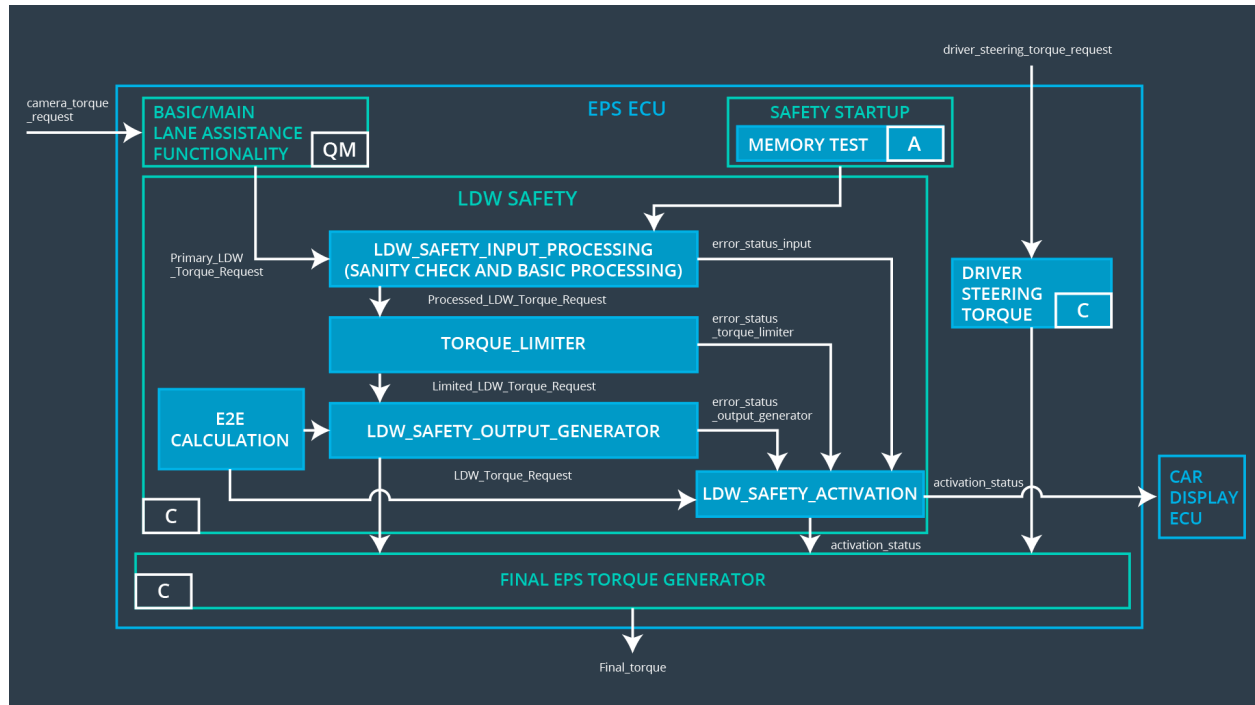 driver_steering_torque_request
camera_torque
_request
EPS ECU
BASIC/MAIN
LANE ASSISTANCE
FUNCTIONALITY
QM
SAFETY STARTUP
MEMORY TEST
A
LDW SAFETY
Primary_LDW
_Torque_Request
LDW_SAFETY_INPUT_PROCESSING
(SANITY CHECK AND BASIC PROCESSING)
error_status_input
DRIVER
STEERING
TORQUE
C
Processed_LDW_Torque_Request
TORQUE_LIMITER
error_status
_torque_limiter
Limited_LDW_Torque_Request
E2E
CALCULATION
LDW_SAFETY_OUTPUT_GENERATOR
error_status
_output_generator
LDW_Torque_Request
LDW_SAFETY_ACTIVATION
activation_status
CAR
DISPLAY
ECU
C
activation_status
FINAL EPS TORQUE GENERATOR
C
Final_torque